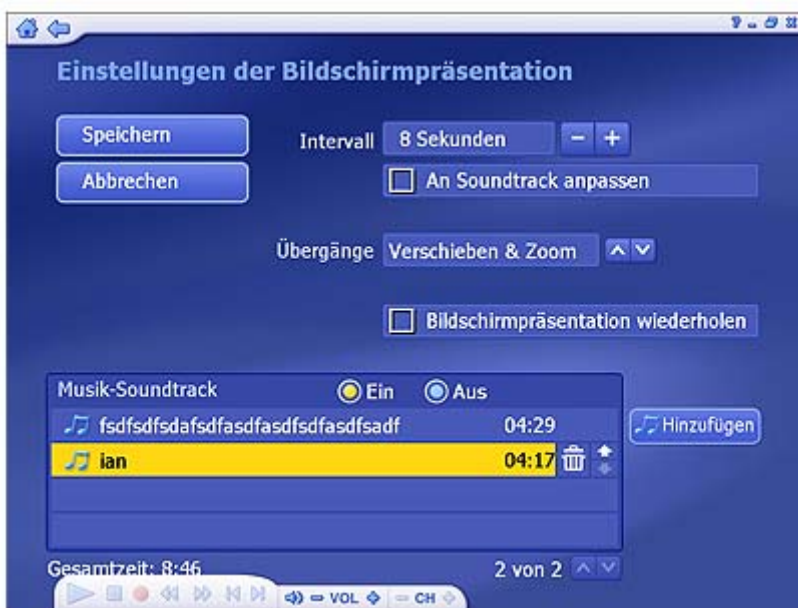 Einstellungen der Bildschirmpräsentation
Speichern
Intervall 8 Sekunden − +
Abbrechen
An Soundtrack anpassen
Übergänge Verschieben & Zoom
Bildschirmpräsentation wiederholen
Musik-Soundtrack Ein Aus
fsdfsdfsdafsdfasdfasdfsdfasdfsadf 04:29
Hinzufügen
ian 04:17
Gesamtzeit: 8:46
2 von 2
VOL CH